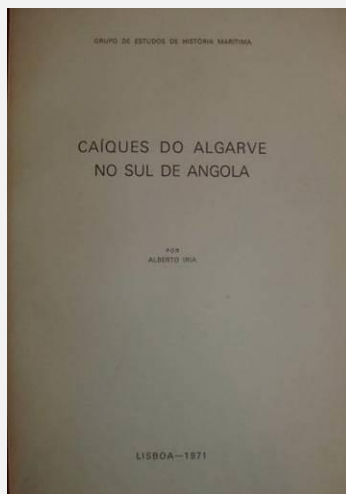 GRUPO DE ESTUDOS DE HISTÓRIA MARÍTIMA
CAÍQUES DO ALGARVE
NO SUL DE ANGOLA
POR
ALBERTO IRIA
LISBOA—1971